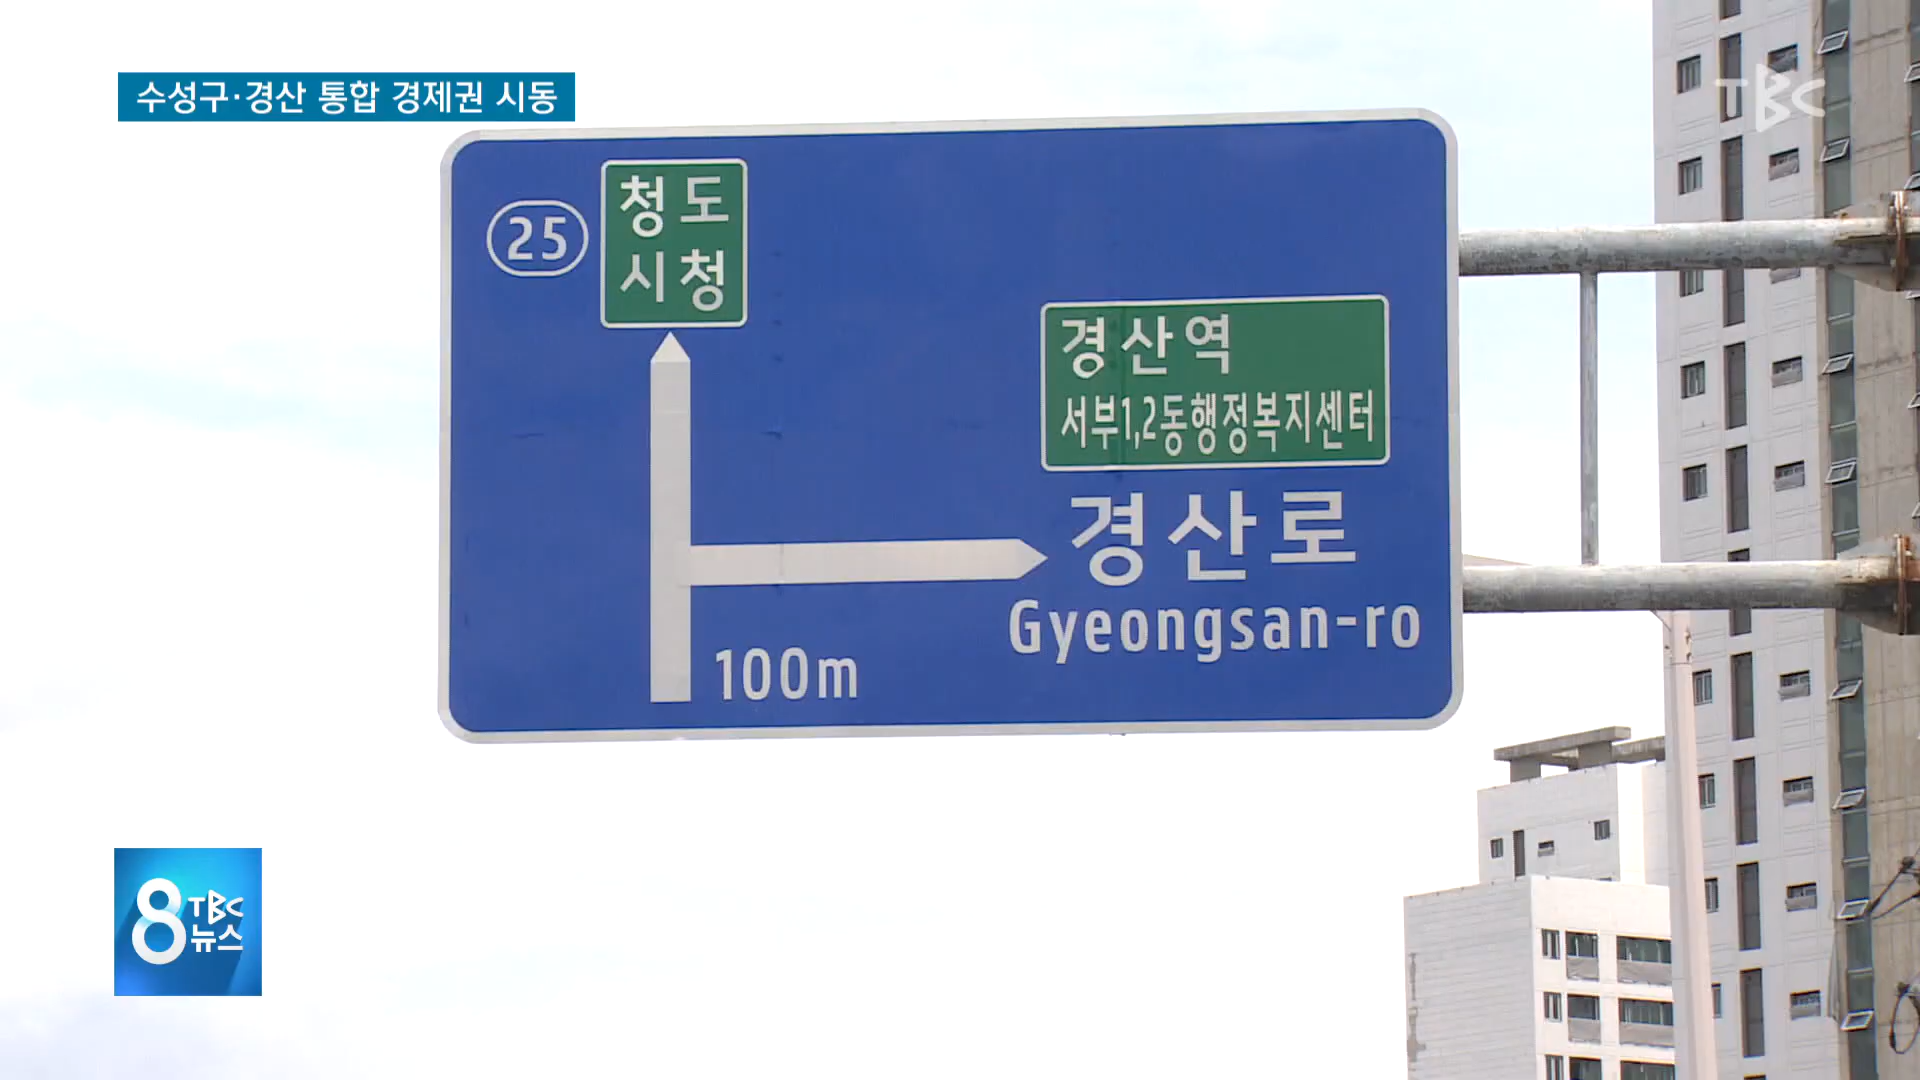 수성구·경산 통합 경제권 시동
TBC
25
청도
시청
경산역
서부1,2동행정복지센터
경산로
Gyeongsan-ro
100m
8 TBC
뉴스